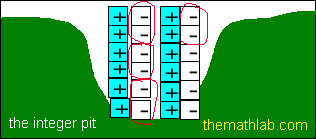 + - + -
+ - + -
+ - + -
+ - + -
+ - + -
+ - + -
the integer pit themathlab.com